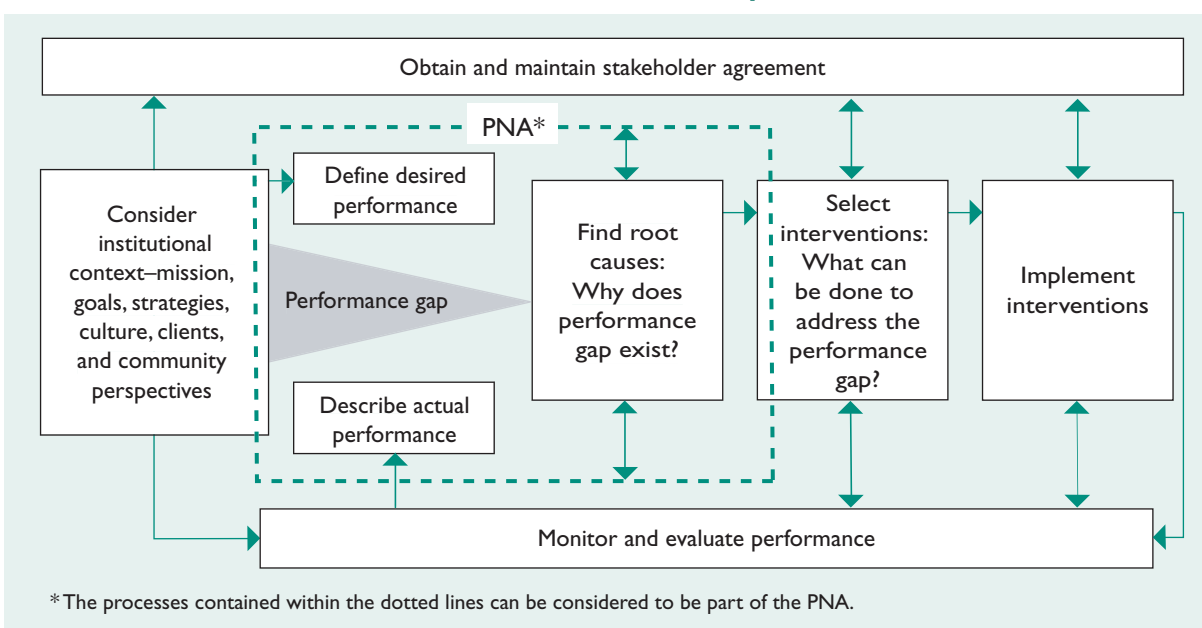 Obtain and maintain stakeholder agreement
PNA*
Consider
institutional
context–mission,
goals, strategies,
culture, clients,
and community
perspectives
Define desired
performance
Performance gap
Describe actual
performance
Find root
causes:
Why does
performance
gap exist?
Select
interventions:
What can
be done to
address the
performance
gap?
Implement
interventions
Monitor and evaluate performance
* The processes contained within the dotted lines can be considered to be part of the PNA.